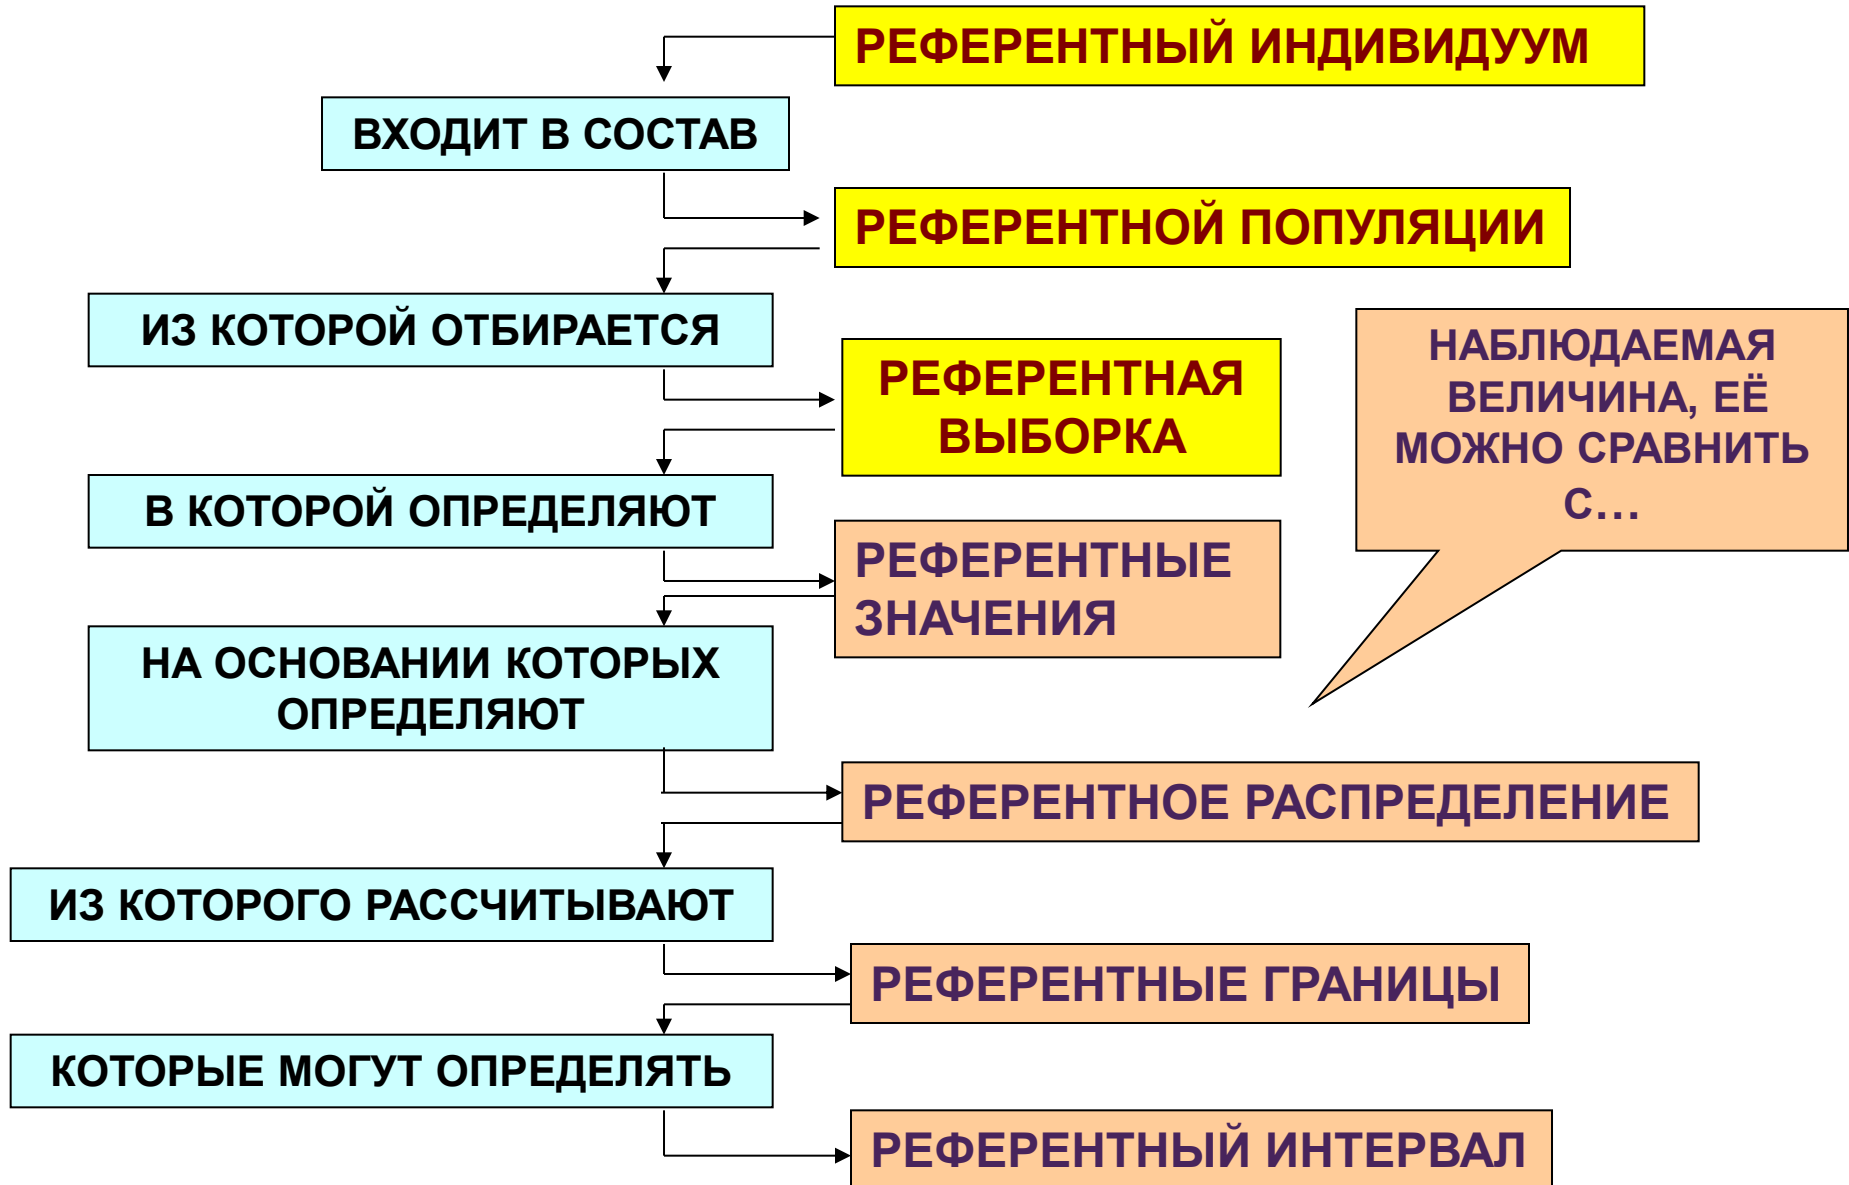 РЕФЕРЕНТНЫЙ ИНДИВИДУУМ
ВХОДИТ В СОСТАВ
РЕФЕРЕНТНОЙ ПОПУЛЯЦИИ
ИЗ КОТОРОЙ ОТБИРАЕТСЯ
РЕФЕРЕНТНАЯ
ВЫБОРКА
НАБЛЮДАЕМАЯ
ВЕЛИЧИНА, ЕЁ
МОЖНО СРАВНИТЬ
С...
В КОТОРОЙ ОПРЕДЕЛЯЮТ
РЕФЕРЕНТНЫЕ
ЗНАЧЕНИЯ
НА ОСНОВАНИИ КОТОРЫХ
ОПРЕДЕЛЯЮТ
РЕФЕРЕНТНОЕ РАСПРЕДЕЛЕНИЕ
ИЗ КОТОРОГО РАССЧИТЫВАЮТ
РЕФЕРЕНТНЫЕ ГРАНИЦЫ
КОТОРЫЕ МОГУТ ОПРЕДЕЛЯТЬ
РЕФЕРЕНТНЫЙ ИНТЕРВАЛ